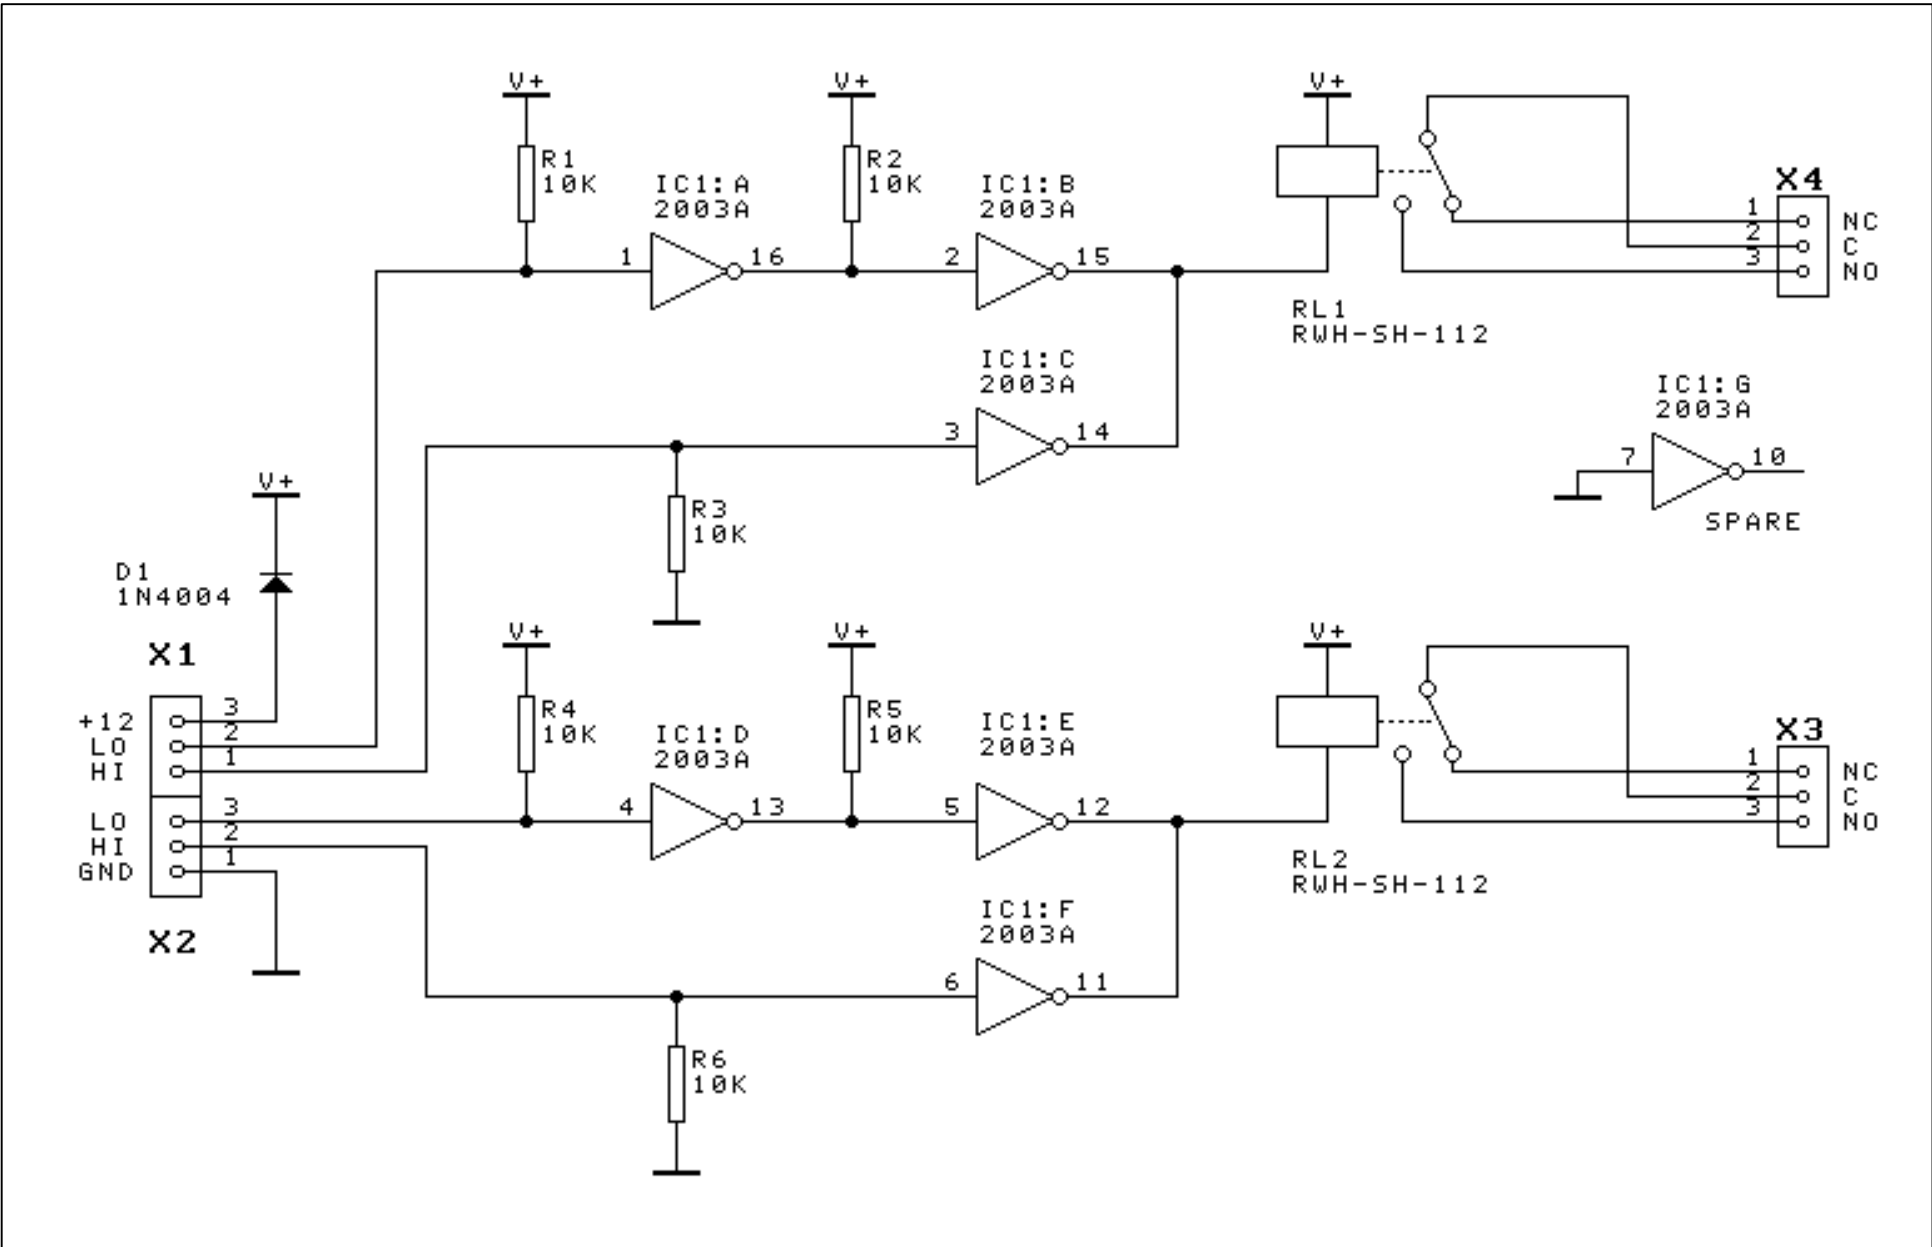 V+
V+
V+
R1
10K
IC1:A
2003A
R2
10K
IC1:B
2003A
X4
1
2
3
NC
C
NO
1
16
2
15
RL1
RWH-SH-112
IC1:C
2003A
3
14
IC1:G
2003A
7
10
SPARE
V+
R3
10K
D1
1N4004
X1
+12
LO
HI
3
2
1
LO
HI
GND
3
2
1
X2
V+
V+
V+
R4
10K
IC1:D
2003A
R5
10K
IC1:E
2003A
X3
1
2
3
NC
C
NO
4
13
5
12
RL2
RWH-SH-112
IC1:F
2003A
6
11
R6
10K